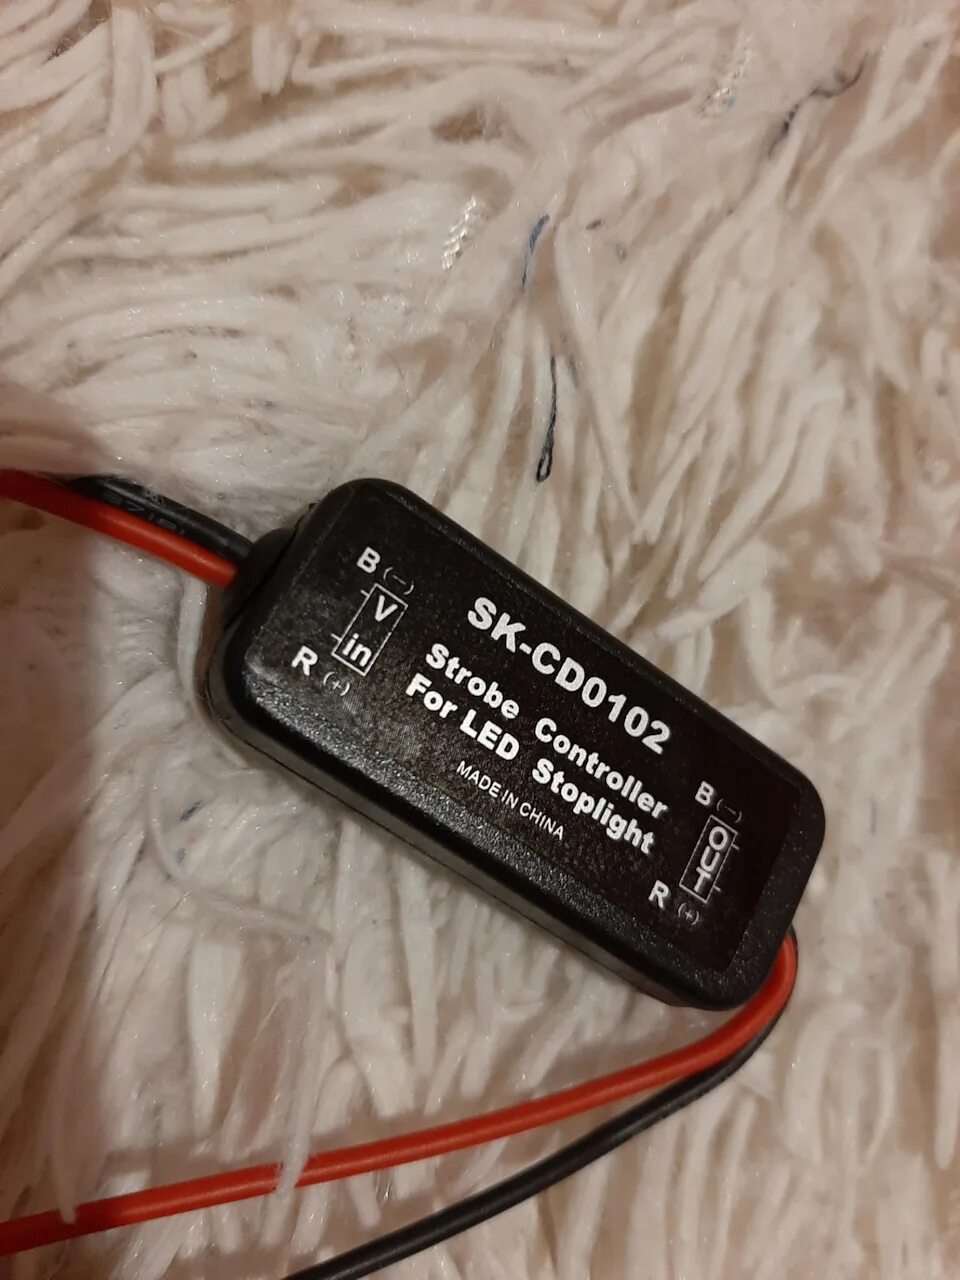 B (-)
V
in
R (+)
SK-CD0102
Strobe Controller
For LED Stoplight
MADE IN CHINA
B (-)
OUT
R (+)